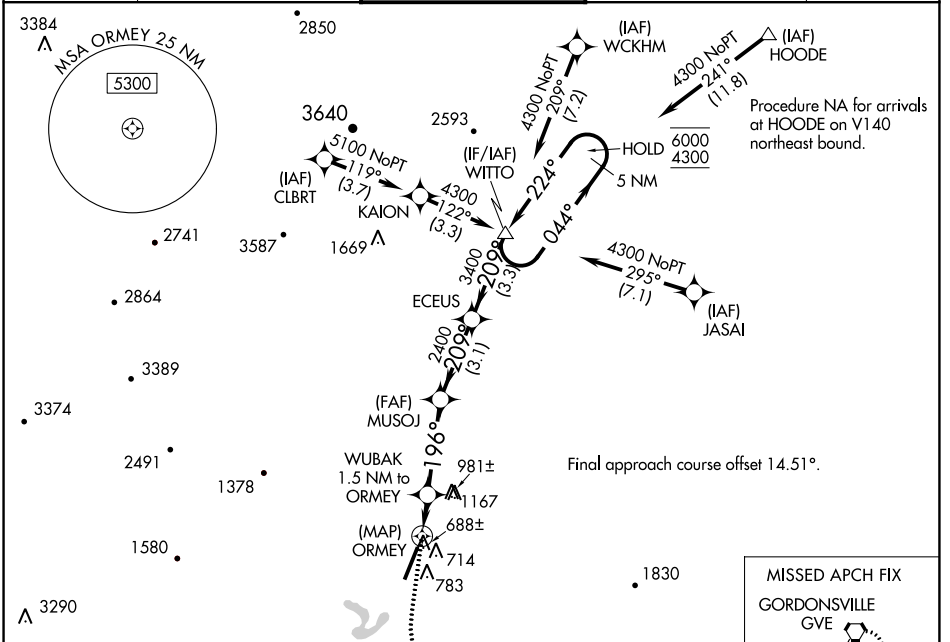 3384
2850
MSA ORMEY 25 NM
5300
(IAF)
WCKHM
(IAF)
HOODE
4300 NoPT
241°
(11.8)
4300 NoPT
209°
(7.2)
Procedure NA for arrivals
at HOODE on V140
northeast bound.
3640
2593
5100 NoPT
119°
(3.7)
(IAF)
CLBRT
KAION
4300
122°
(3.3)
(IF/IAF)
WITTO
HOLD
6000
4300
5 NM
224°
044°
2741
3587
1669
3400
209°
(3.3)
4300 NoPT
295°
(7.1)
(IAF)
JASAI
2864
ECEUS
2400
209°
(3.1)
3389
3374
(FAF)
MUSOJ
196°
2491
1378
WUBAK
1.5 NM to
ORMEY
981±
1167
Final approach course offset 14.51°.
(MAP)
ORMEY
688±
714
783
1580
1830
3290
MISSED APCH FIX
GORDONSVILLE
GVE